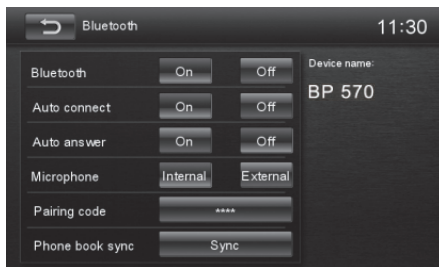 Bluetooth 11:30
Bluetooth On Off
Auto connect On Off
Auto answer On Off
Microphone Internal External
Pairing code ****
Phone book sync Sync
Device name:
BP 570